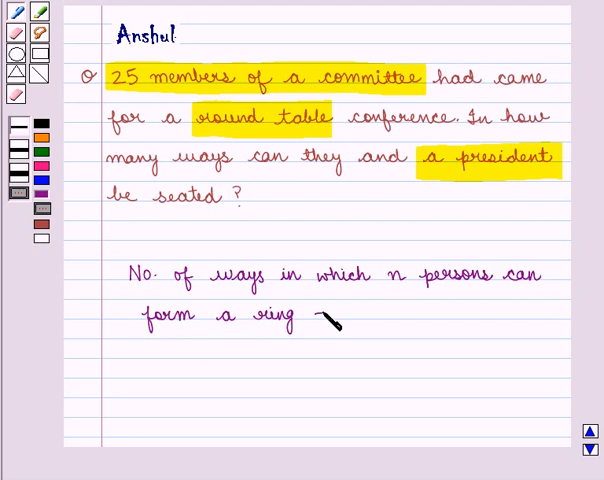 Anshul
Q 25 members of a committee had came
for a round table conference. In how
many ways can they and a president
be seated ?
No. of ways in which n persons can
form a ring